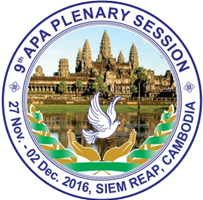 9th APA PLENARY SESSION
27 Nov. - 02 Dec. 2016, SIEM REAP, CAMBODIA